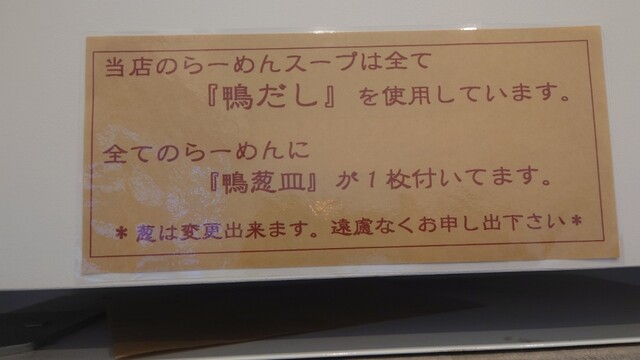 当店のらーめんスープは全て
『鴨だし』を使用しています。
全てのらーめんに
『鴨葱皿』が1枚付いてます。
＊葱は変更出来ます。遠慮なくお申し出下さい＊